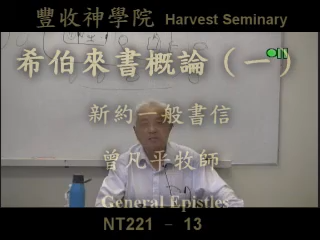 豐收神學院 Harvest Seminary
希伯來書概論（一）
新約一般書信
曾凡平牧師
General Epistles
NT221 - 13